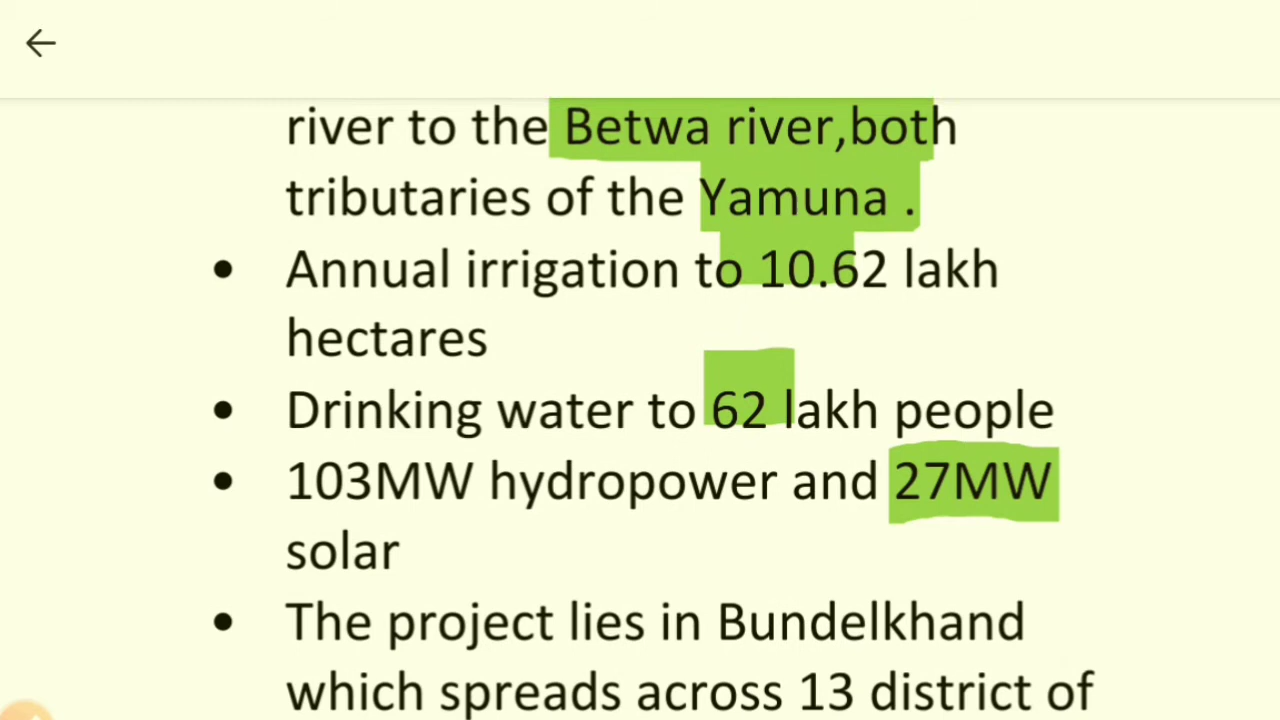 river to the Betwa river,both
tributaries of the Yamuna .
• Annual irrigation to 10.62 lakh
hectares
• Drinking water to 62 lakh people
• 103MW hydropower and 27MW
solar
• The project lies in Bundelkhand
which spreads across 13 district of